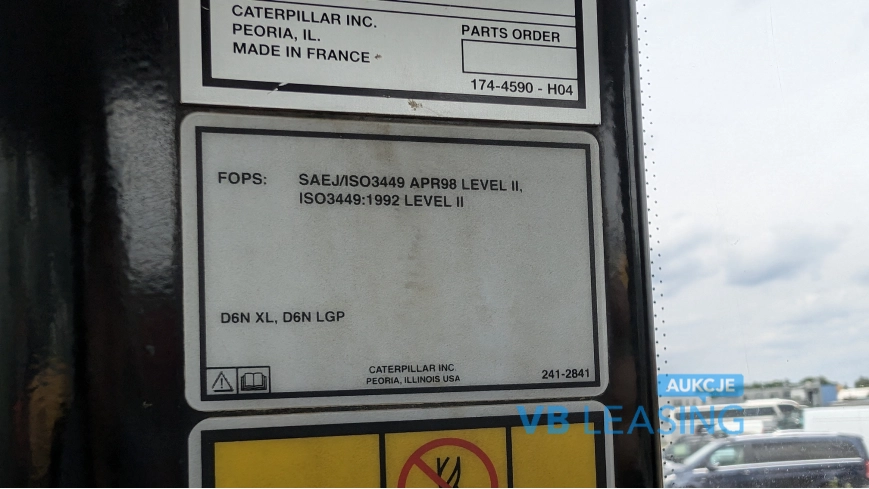 CATERPILLAR INC.
PEORIA, IL.
MADE IN FRANCE
PARTS ORDER
174-4590 - H04
FOPS: SAEJ/ISO3449 APR98 LEVEL II,
ISO3449:1992 LEVEL II
D6N XL, D6N LGP
CATERPILLAR INC.
PEORIA, ILLINOIS USA
241-2841
AUKCJE
VB LEASING